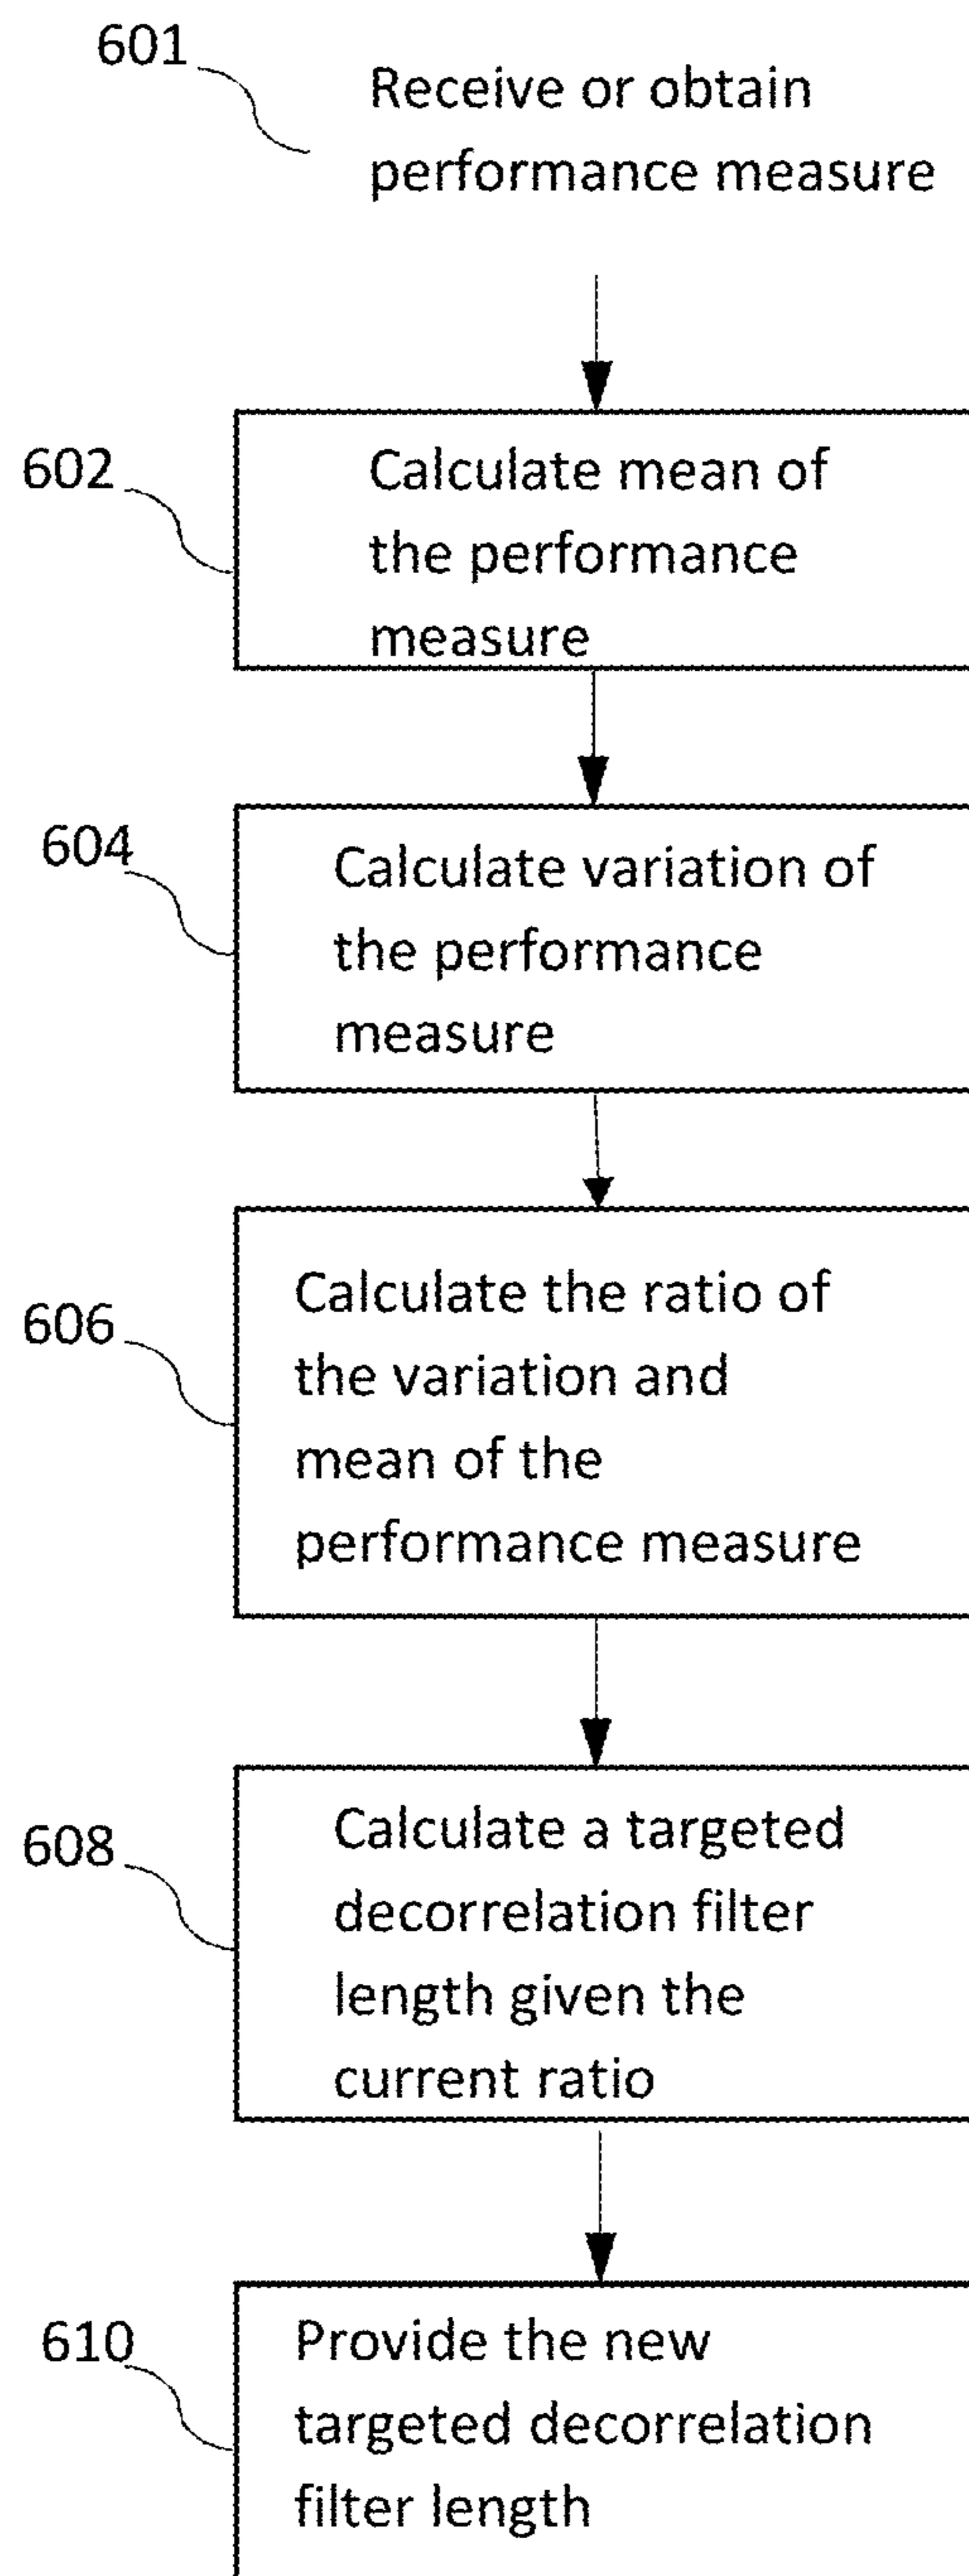 601
Receive or obtain
performance measure
602
Calculate mean of
the performance
measure
604
Calculate variation of
the performance
measure
606
Calculate the ratio of
the variation and
mean of the
performance measure
608
Calculate a targeted
decorrelation filter
length given the
current ratio
610
Provide the new
targeted decorrelation
filter length